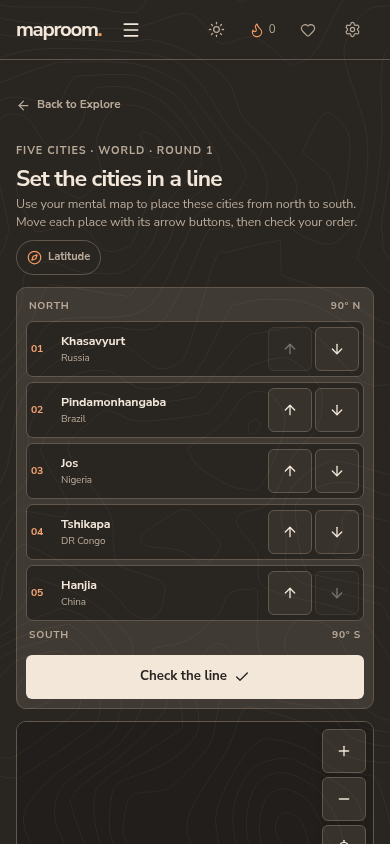 maproom.
0
Back to Explore
FIVE CITIES · WORLD · ROUND 1
Set the cities in a line
Use your mental map to place these cities from north to south.
Move each place with its arrow buttons, then check your order.
Latitude
NORTH 90° N
01 Khasavyurt
Russia
02 Pindamonhangaba
Brazil
03 Jos
Nigeria
04 Tshikapa
DR Congo
05 Hanjia
China
SOUTH 90° S
Check the line